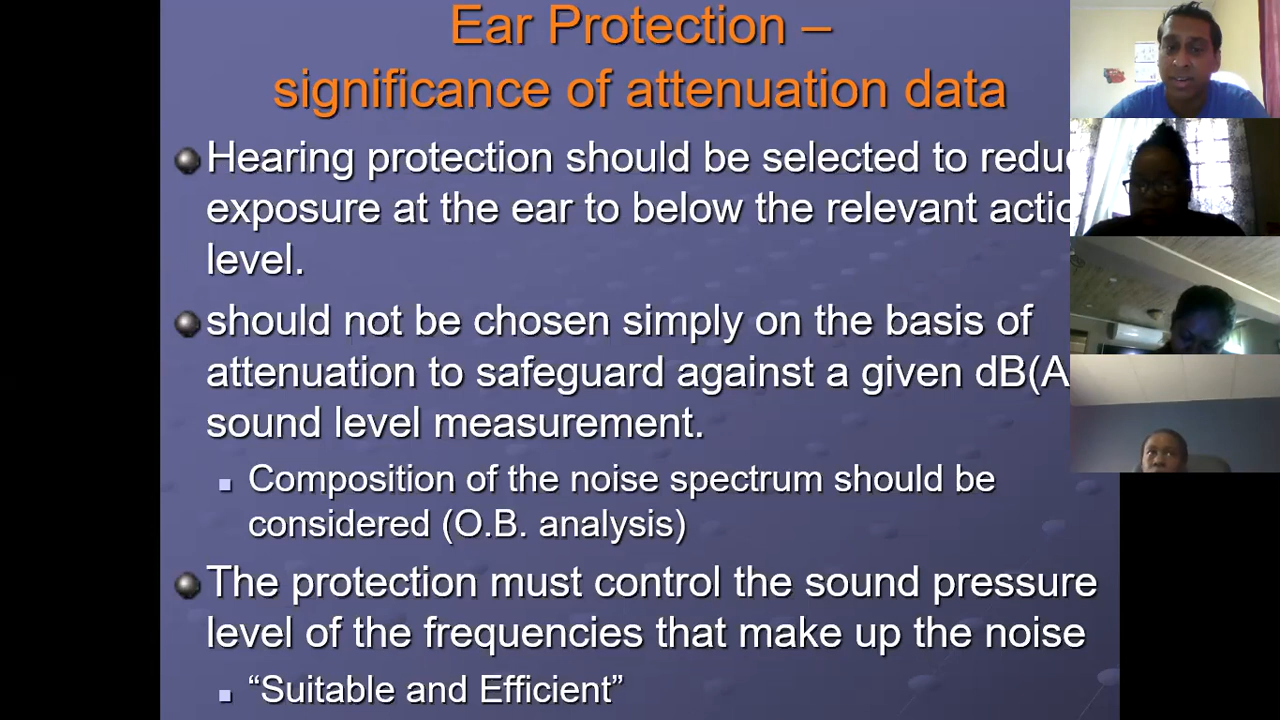 Ear Protection –
significance of attenuation data
Hearing protection should be selected to
exposure at the ear to below the relevant
level.
should not be chosen simply on the basis of
attenuation to safeguard against a given dB(A
sound level measurement.
Composition of the noise spectrum should be
considered (O.B. analysis)
The protection must control the sound pressure
level of the frequencies that make up the noise
“Suitable and Efficient”